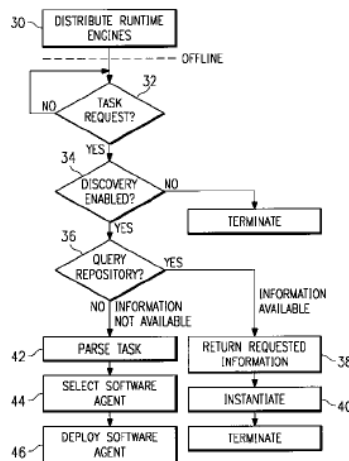 30
DISTRIBUTE RUNTIME
ENGINES
OFFLINE
32
NO
TASK
REQUEST?
YES
34
DISCOVERY
ENABLED?
NO
TERMINATE
YES
36
QUERY
REPOSITORY?
YES
NO
INFORMATION
NOT AVAILABLE
INFORMATION
AVAILABLE
42
PARSE TASK
RETURN REQUESTED
INFORMATION
38
44
SELECT SOFTWARE
AGENT
INSTANTIATE
40
46
DEPLOY SOFTWARE
AGENT
TERMINATE